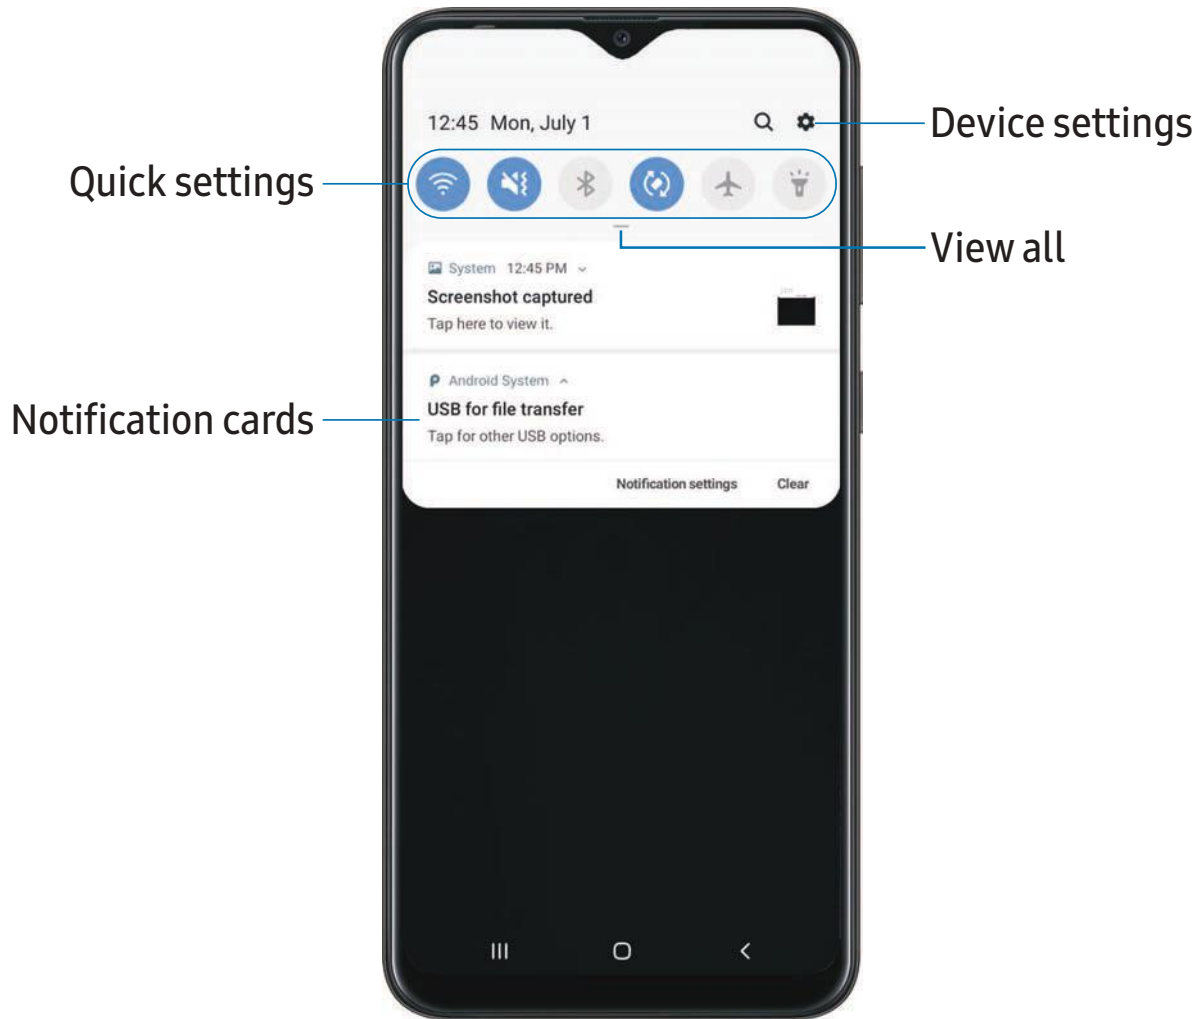 12:45 Mon, July 1
Device settings
Quick settings
View all
System 12:45 PM
Screenshot captured
Tap here to view it.
Android System
Notification cards
USB for file transfer
Tap for other USB options.
Notification settings Clear